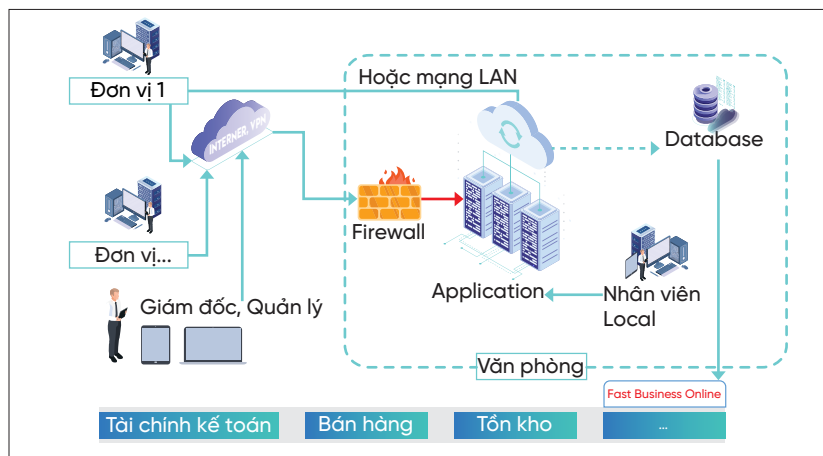 Đơn vị 1
Hoặc mạng LAN
INTERNER, VPN
Database
Đơn vị...
Firewall
Giám đốc, Quản lý
Application
Nhân viên
Local
Văn phòng
Fast Business Online
Tài chính kế toán
Bán hàng
Tồn kho
...